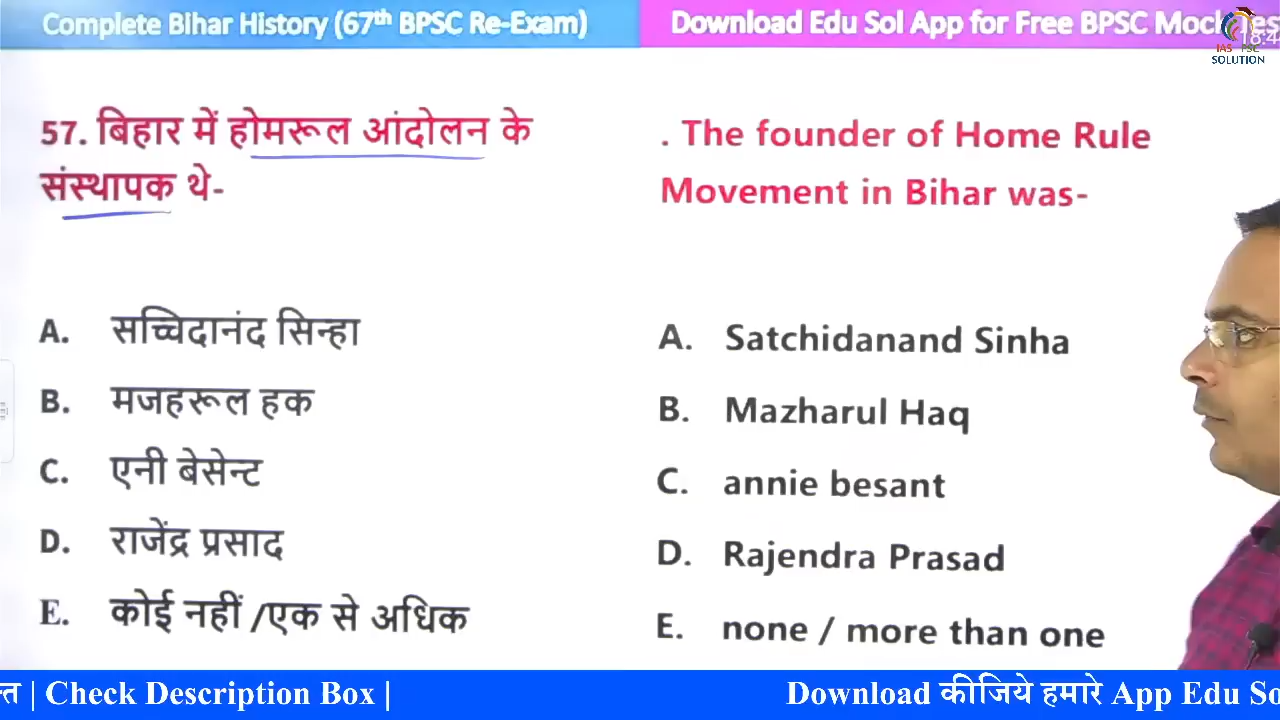 Complete Bihar History (67th BPSC Re-Exam)
Download Edu Sol App for Free BPSC Mock
18:4
IAS PSC
SOLUTION
57. बिहार में होमरूल आंदोलन के
संस्थापक थे-
. The founder of Home Rule
Movement in Bihar was-
A. सच्चिदानंद सिन्हा
B. मजहरूल हक
C. एनी बेसेन्ट
D. राजेंद्र प्रसाद
E. कोई नहीं /एक से अधिक
A. Satchidanand Sinha
B. Mazharul Haq
C. annie besant
D. Rajendra Prasad
E. none / more than one
| Check Description Box |
Download कीजिये हमारे App Edu So